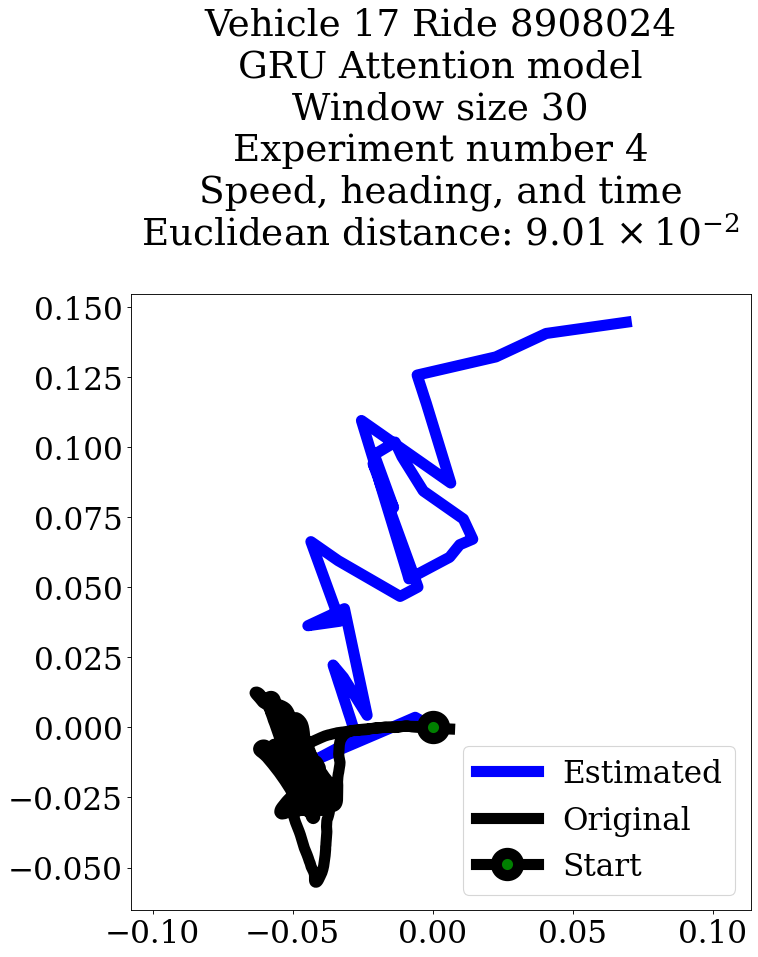 Vehicle 17 Ride 8908024
GRU Attention model
Window size 30
Experiment number 4
Speed, heading, and time
Euclidean distance: 9.01 × 10⁻²
0.150
0.125
0.100
0.075
0.050
0.025
0.000
−0.025
−0.050
Estimated
Original
Start
−0.10 −0.05 0.00 0.05 0.10